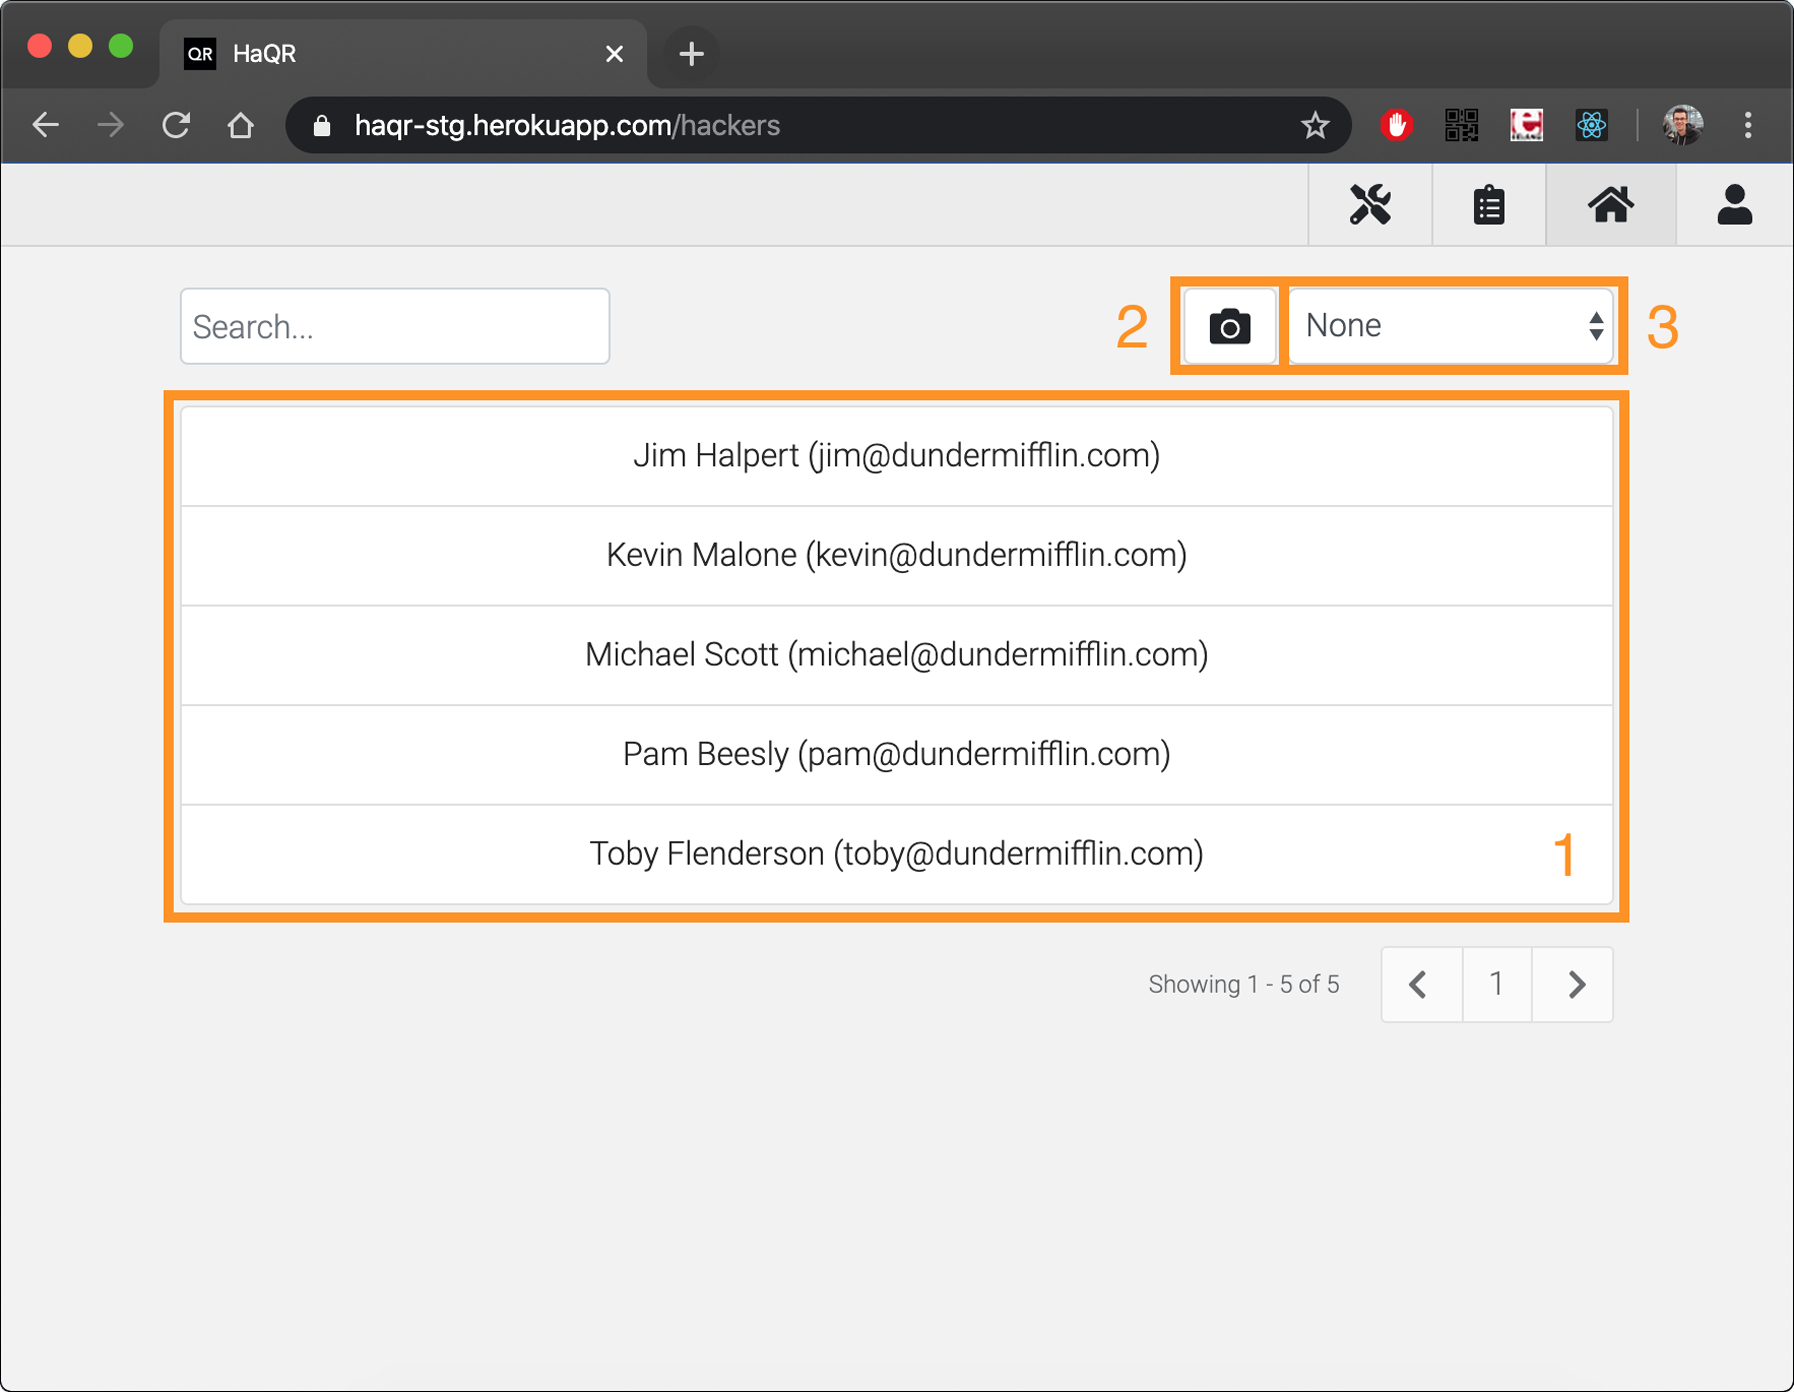 QR HaQR
haqr-stg.herokuapp.com/hackers
Search...
2
None
3
Jim Halpert (jim@dundermifflin.com)
Kevin Malone (kevin@dundermifflin.com)
Michael Scott (michael@dundermifflin.com)
Pam Beesly (pam@dundermifflin.com)
Toby Flenderson (toby@dundermifflin.com)
1
Showing 1 - 5 of 5
1